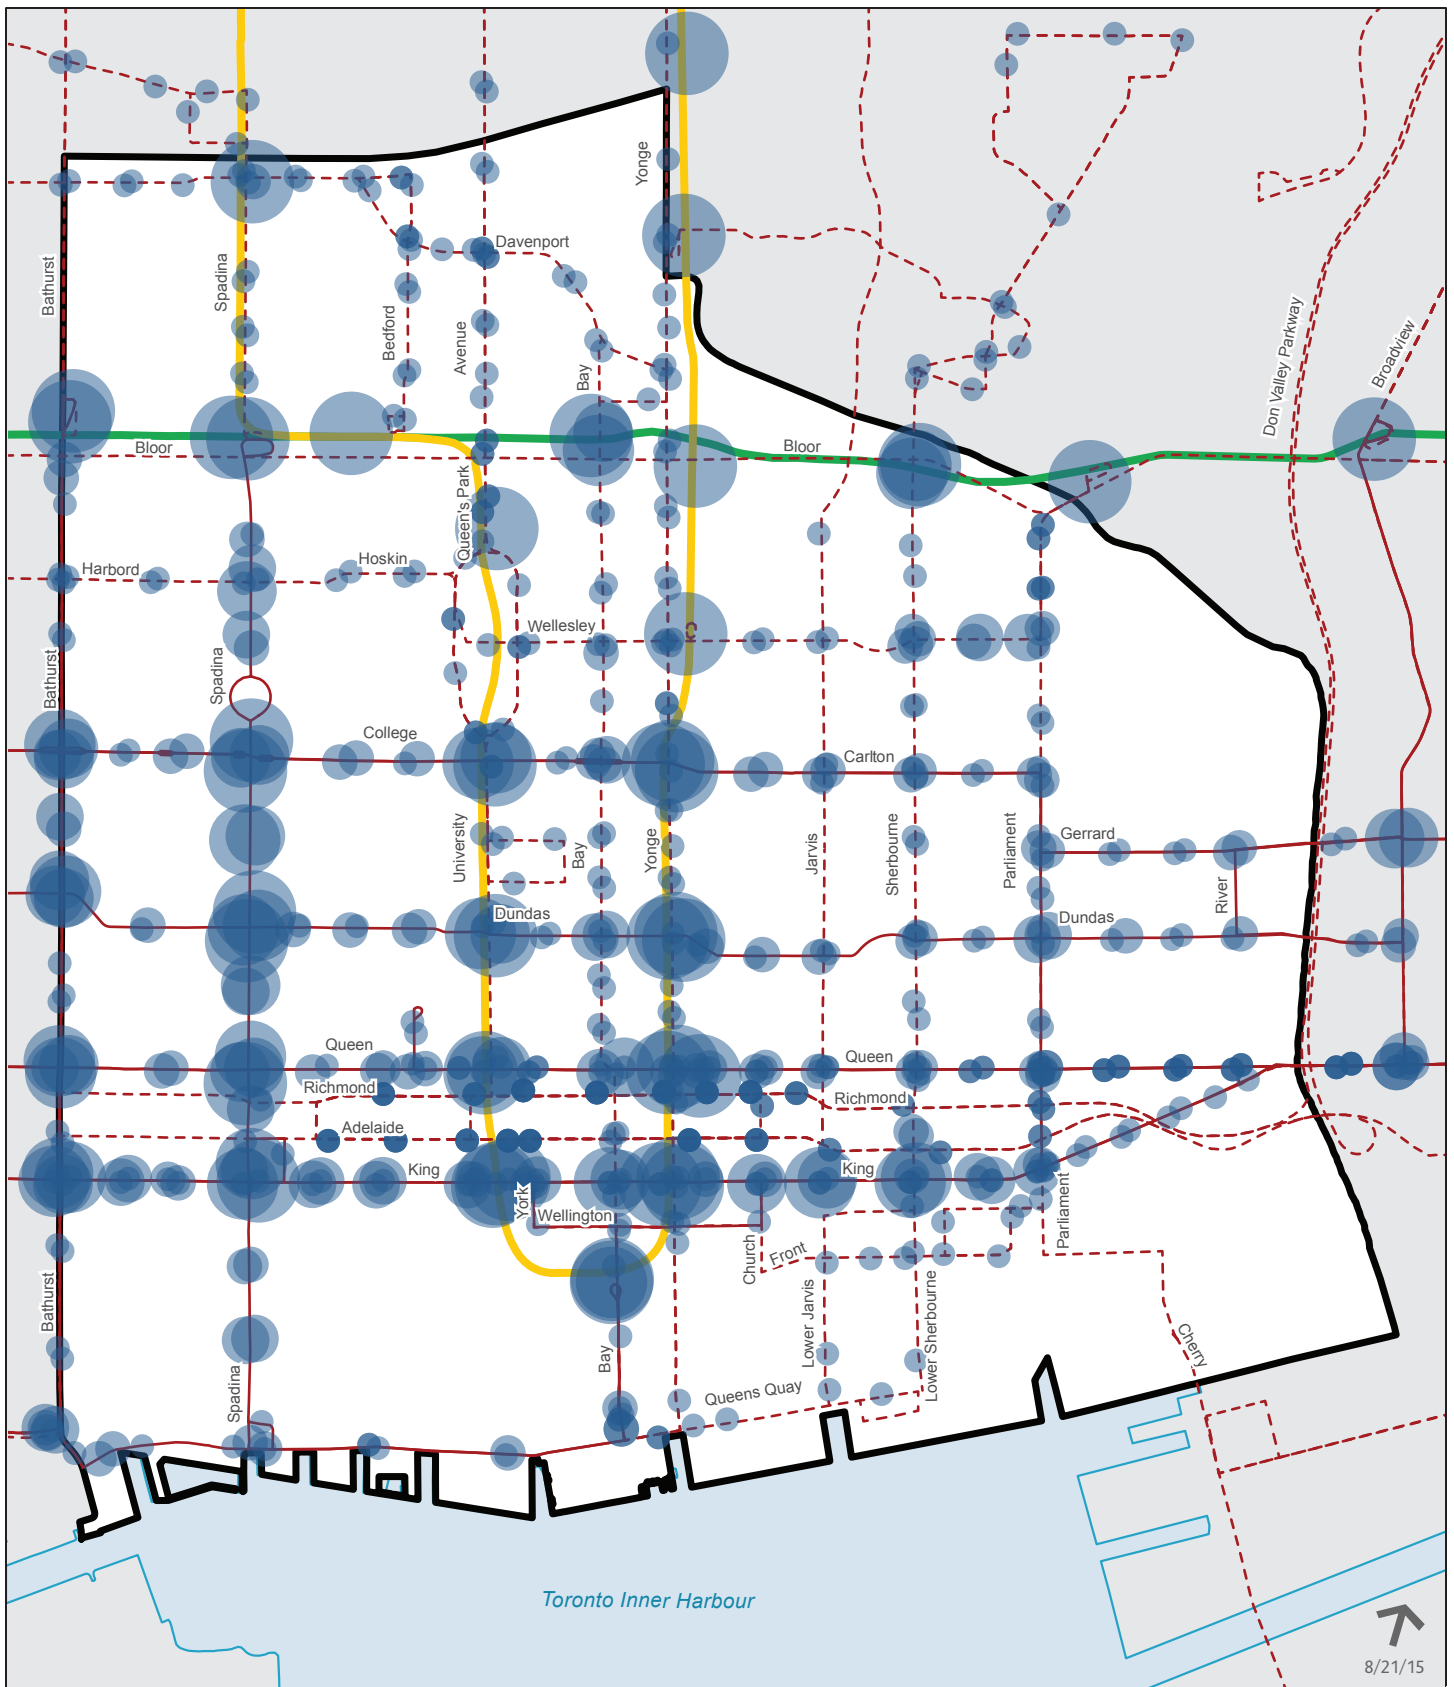 Yonge
Davenport
Bathurst
Spadina
Bedford
Avenue
Bay
Don Valley Parkway
Broadview
Bloor
Bloor
Queen's Park
Harbord
Hoskin
Wellesley
Bathurst
Spadina
College
Carlton
University
Bay
Yonge
Jarvis
Sherbourne
Parliament
Gerrard
River
Dundas
Dundas
Queen
Queen
Richmond
Richmond
Adelaide
King
King
York
Wellington
Church
Front
Parliament
Bathurst
Spadina
Bay
Lower Jarvis
Lower Sherbourne
Cherry
Queens Quay
Toronto Inner Harbour
8/21/15